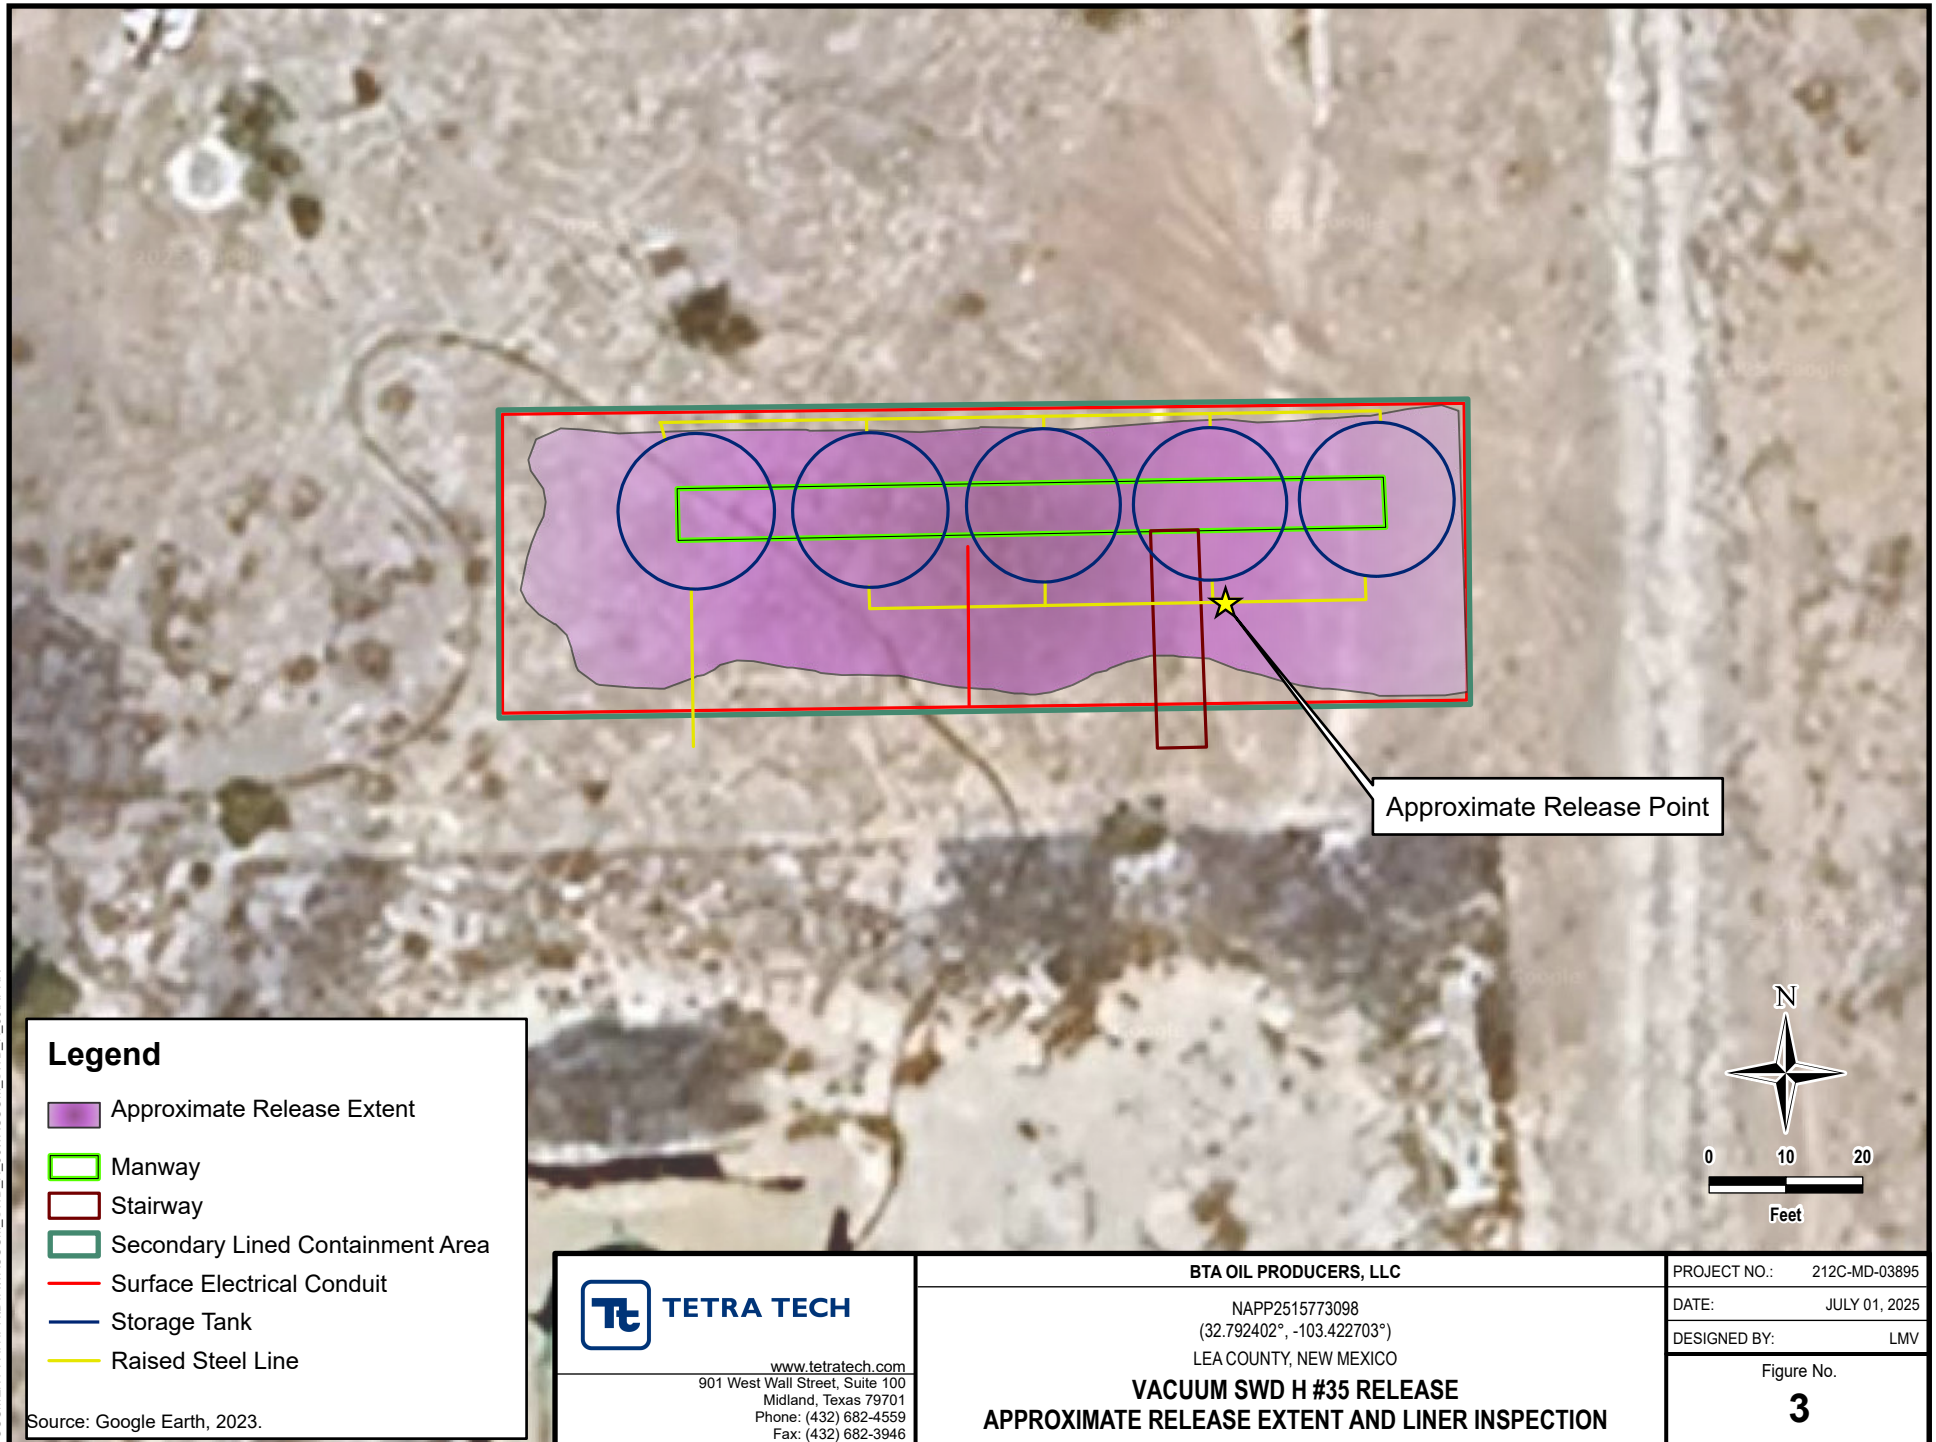 Approximate Release Point
N
0 10 20
Feet
Legend
Approximate Release Extent
Manway
Stairway
Secondary Lined Containment Area
Surface Electrical Conduit
Storage Tank
Raised Steel Line
Source: Google Earth, 2023.
Tt TETRA TECH
www.tetratech.com
901 West Wall Street, Suite 100
Midland, Texas 79701
Phone: (432) 682-4559
Fax: (432) 682-3946
BTA OIL PRODUCERS, LLC
NAPP2515773098
(32.792402°, -103.422703°)
LEA COUNTY, NEW MEXICO
VACUUM SWD H #35 RELEASE
APPROXIMATE RELEASE EXTENT AND LINER INSPECTION
PROJECT NO.: 212C-MD-03895
DATE: JULY 01, 2025
DESIGNED BY: LMV
Figure No.
3